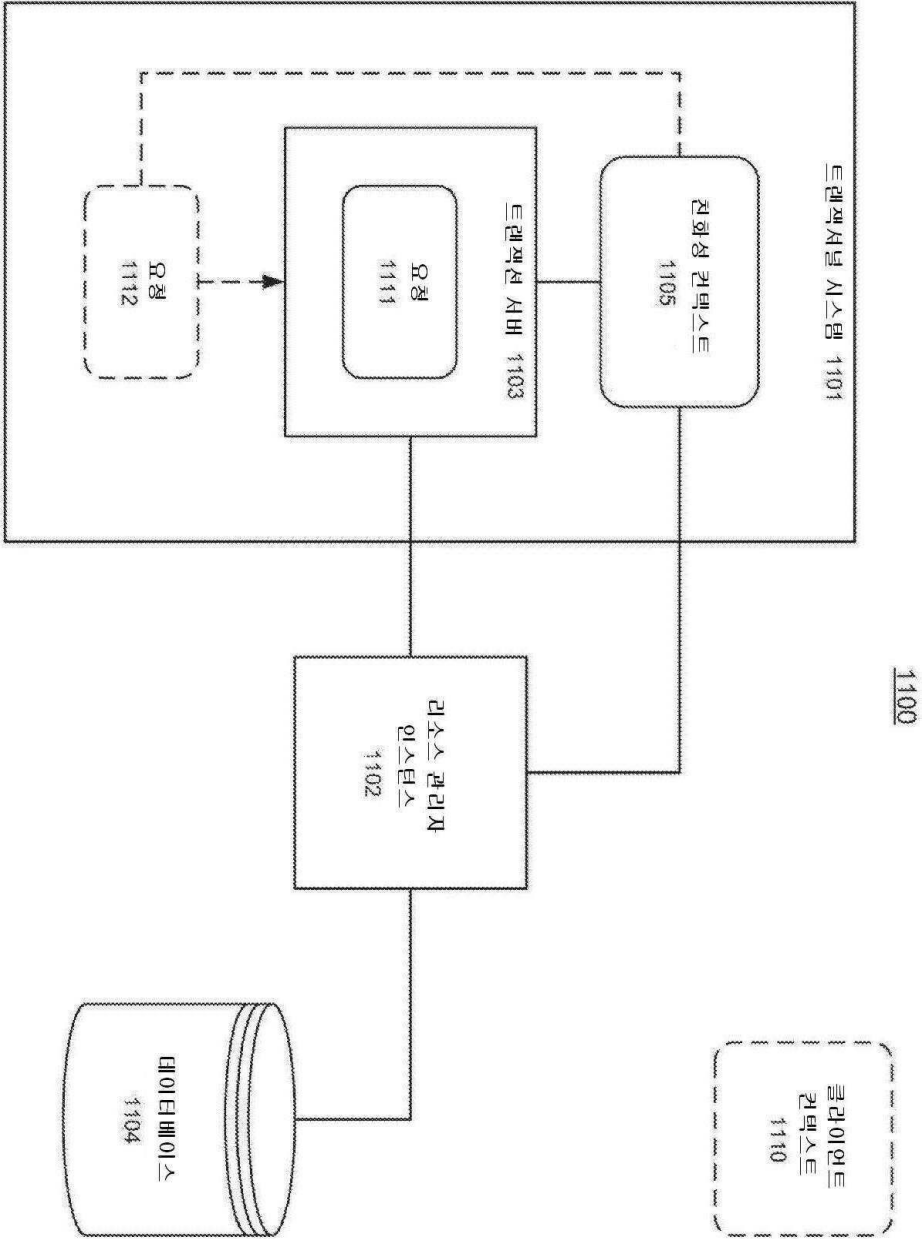 1100
트랜잭셔널 시스템 1101
클라이언트
컨텍스트
1110
친화성 컨텍스트
1105
트랜잭션 서버 1103
요청
1111
리소스 관리자
인스턴스
1102
요청
1112
데이터베이스
1104